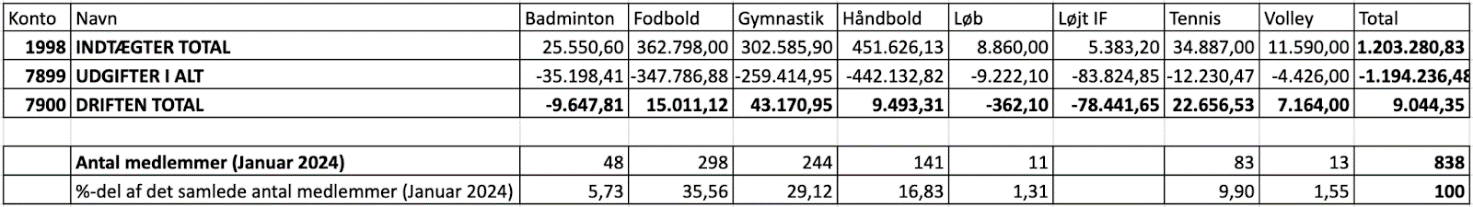 Konto Navn Badminton Fodbold Gymnastik Håndbold Løb Løjt IF Tennis Volley Total
1998 INDTÆGTER TOTAL 25.550,60 362.798,00 302.585,90 451.626,13 8.860,00 5.383,20 34.887,00 11.590,00 1.203.280,83
7899 UDGIFTER I ALT -35.198,41 -347.786,88 -259.414,95 -442.132,82 -9.222,10 -83.824,85 -12.230,47 -4.426,00 -1.194.236,48
7900 DRIFTEN TOTAL -9.647,81 15.011,12 43.170,95 9.493,31 -362,10 -78.441,65 22.656,53 7.164,00 9.044,35
Antal medlemmer (Januar 2024) 48 298 244 141 11 83 13 838
%-del af det samlede antal medlemmer (Januar 2024) 5,73 35,56 29,12 16,83 1,31 9,90 1,55 100